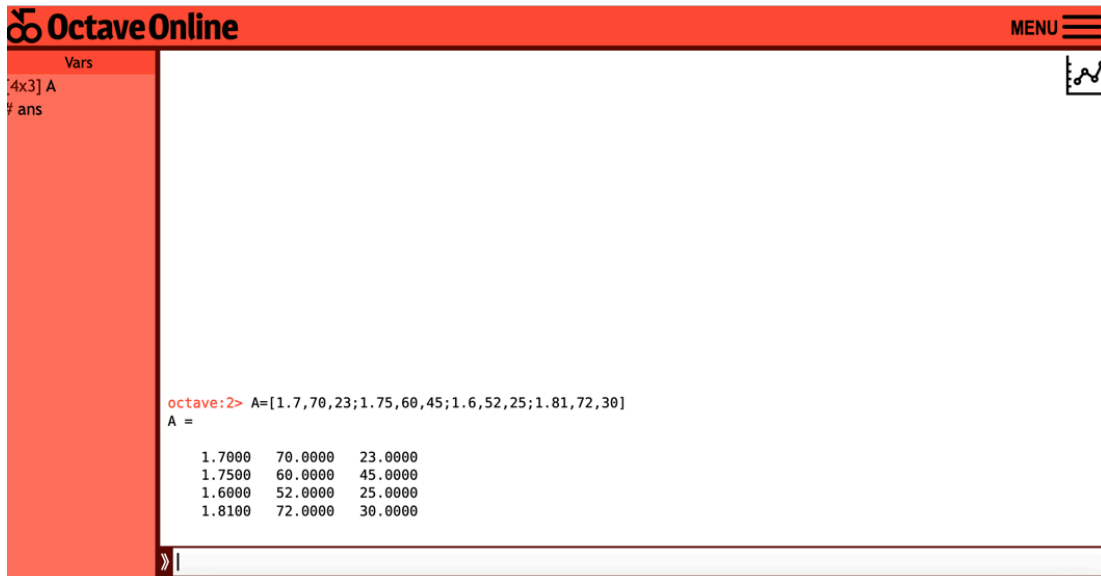 Octave Online
MENU
Vars
[4x3] A
# ans
octave:2> A=[1.7,70,23;1.75,60,45;1.6,52,25;1.81,72,30]
A =
1.7000 70.0000 23.0000
1.7500 60.0000 45.0000
1.6000 52.0000 25.0000
1.8100 72.0000 30.0000